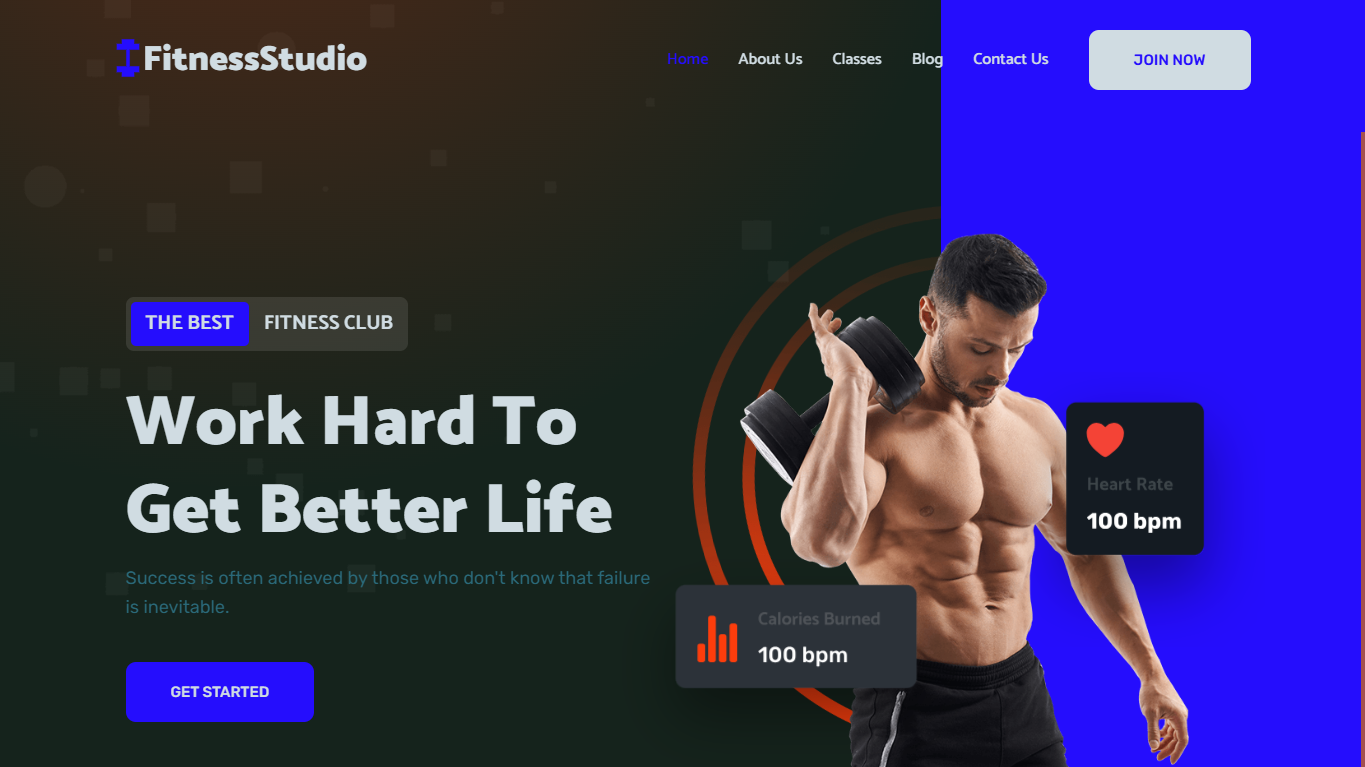 FitnessStudio
Home About Us Classes Blog Contact Us JOIN NOW
THE BEST FITNESS CLUB
Work Hard To
Get Better Life
Success is often achieved by those who don't know that failure
is inevitable.
GET STARTED
Heart Rate
100 bpm
Calories Burned
100 bpm